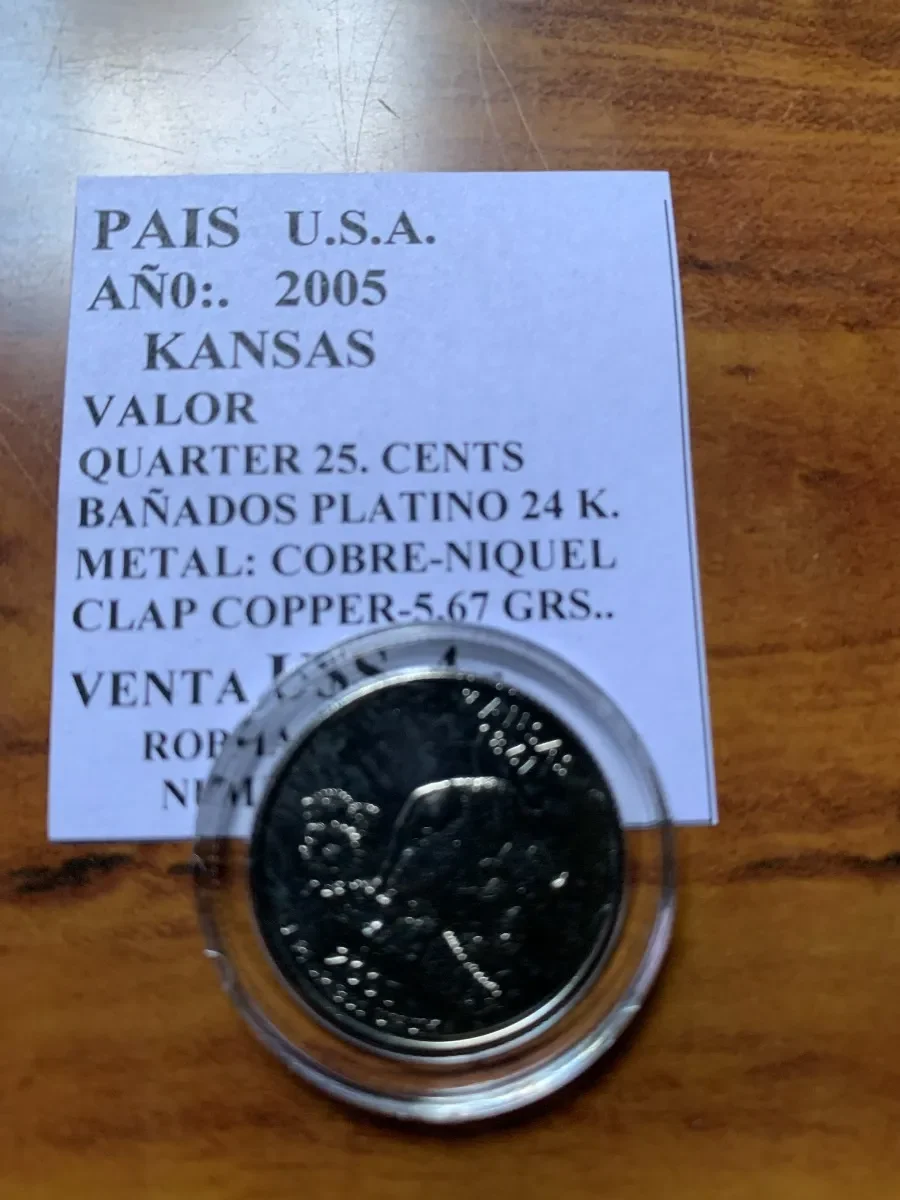 PAIS U.S.A.
AÑ0:. 2005
KANSAS
VALOR
QUARTER 25. CENTS
BAÑADOS PLATINO 24 K.
METAL: COBRE-NIQUEL
CLAP COPPER-5.67 GRS..
VENTA